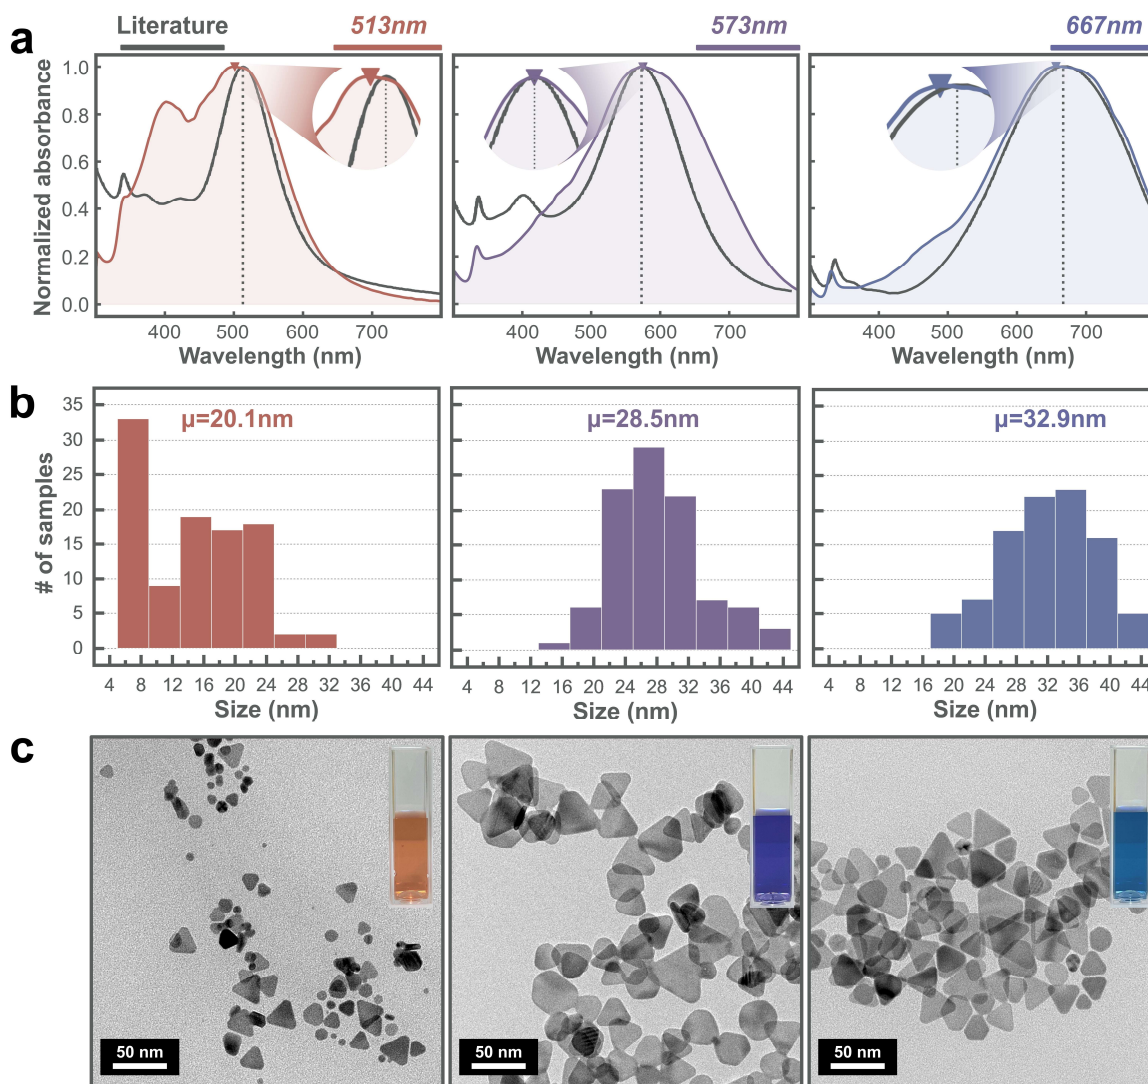 a
Literature
513nm
573nm
667nm
Normalized absorbance
1.0
0.8
0.6
0.4
0.2
0.0
400 500 600 700
400 500 600 700
400 500 600 700
Wavelength (nm)
Wavelength (nm)
Wavelength (nm)
b
# of samples
35
30
25
20
15
10
5
0
μ=20.1nm
μ=28.5nm
μ=32.9nm
4 8 12 16 20 24 28 32 36 40 44
4 8 12 16 20 24 28 32 36 40 44
4 8 12 16 20 24 28 32 36 40 44
Size (nm)
Size (nm)
Size (nm)
c
50 nm
50 nm
50 nm